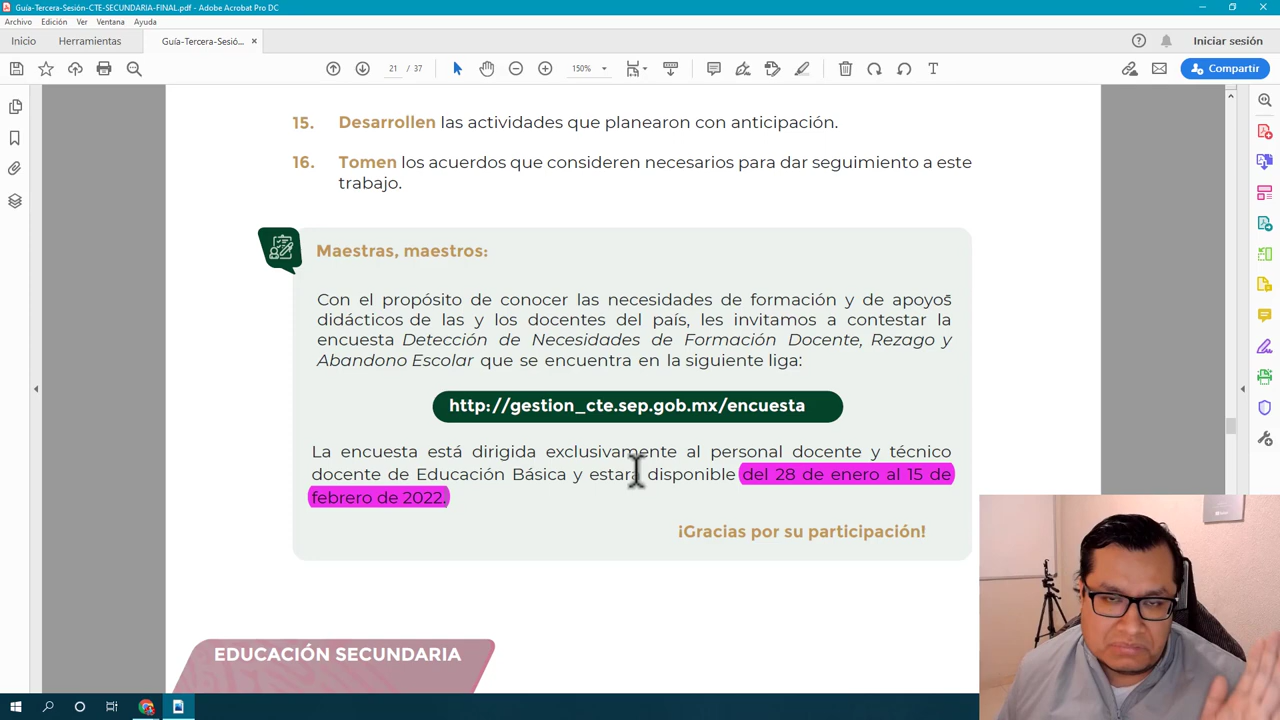 Guía-Tercera-Sesión-CTE-SECUNDARIA-FINAL.pdf - Adobe Acrobat Pro DC
Archivo Edición Ver Ventana Ayuda
Inicio Herramientas Guía-Tercera-Sesió... × Iniciar sesión
21 / 37 150% Compartir
15. Desarrollen las actividades que planearon con anticipación.
16. Tomen los acuerdos que consideren necesarios para dar seguimiento a este
trabajo.
Maestras, maestros:
Con el propósito de conocer las necesidades de formación y de apoyos
didácticos de las y los docentes del país, les invitamos a contestar la
encuesta Detección de Necesidades de Formación Docente, Rezago y
Abandono Escolar que se encuentra en la siguiente liga:
http://gestion_cte.sep.gob.mx/encuesta
La encuesta está dirigida exclusivamente al personal docente y técnico
docente de Educación Básica y estará disponible del 28 de enero al 15 de
febrero de 2022.
¡Gracias por su participación!
EDUCACIÓN SECUNDARIA